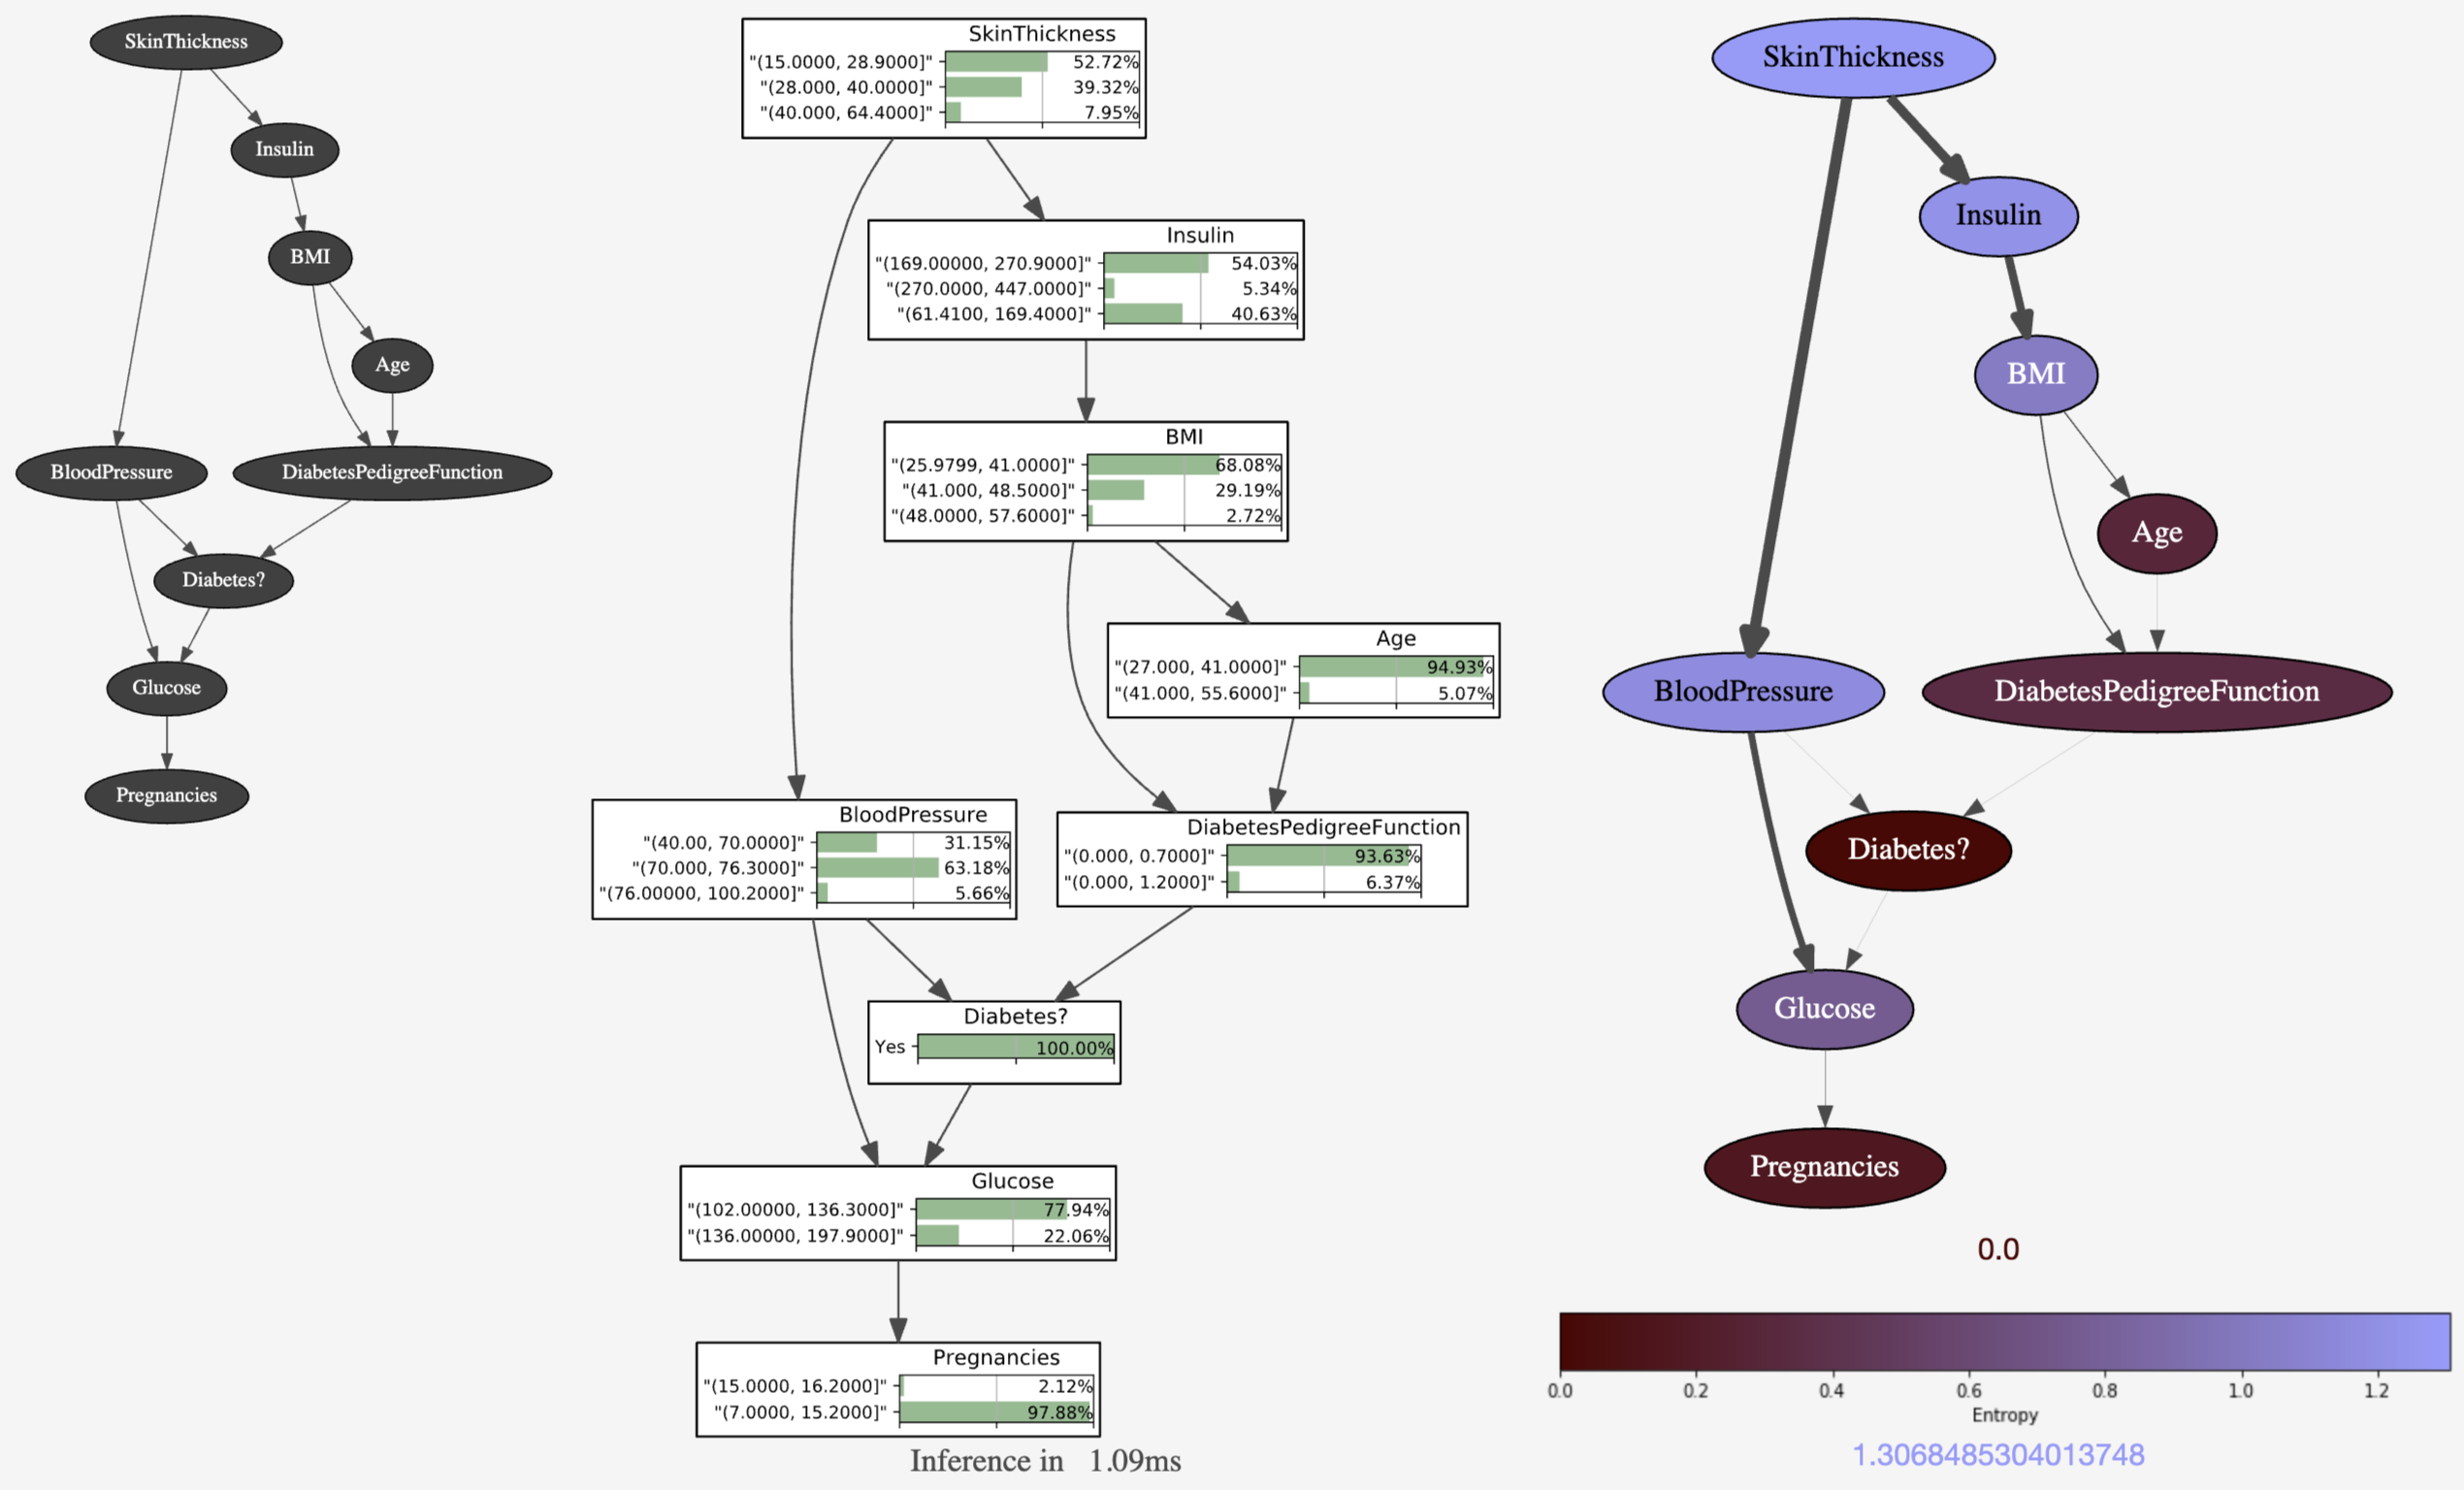 SkinThickness
Insulin
BMI
Age
BloodPressure
DiabetesPedigreeFunction
Diabetes?
Glucose
Pregnancies
SkinThickness
"(15.0000, 28.9000]" 52.72%
"(28.000, 40.0000]" 39.32%
"(40.000, 64.4000]" 7.95%
Insulin
"(169.00000, 270.9000]" 54.03%
"(270.0000, 447.0000]" 5.34%
"(61.4100, 169.4000]" 40.63%
BMI
"(25.9799, 41.0000]" 68.08%
"(41.000, 48.5000]" 29.19%
"(48.0000, 57.6000]" 2.72%
Age
"(27.000, 41.0000]" 94.93%
"(41.000, 55.6000]" 5.07%
BloodPressure
"(40.00, 70.0000]" 31.15%
"(70.000, 76.3000]" 63.18%
"(76.00000, 100.2000]" 5.66%
DiabetesPedigreeFunction
"(0.000, 0.7000]" 93.63%
"(0.000, 1.2000]" 6.37%
Diabetes?
Yes 100.00%
Glucose
"(102.00000, 136.3000]" 77.94%
"(136.00000, 197.9000]" 22.06%
Pregnancies
"(15.0000, 16.2000]" 2.12%
"(7.0000, 15.2000]" 97.88%
Inference in 1.09ms
SkinThickness
Insulin
BMI
Age
BloodPressure
DiabetesPedigreeFunction
Diabetes?
Glucose
Pregnancies
0.0
0.0 0.2 0.4 0.6 0.8 1.0 1.2
Entropy
1.3068485304013748